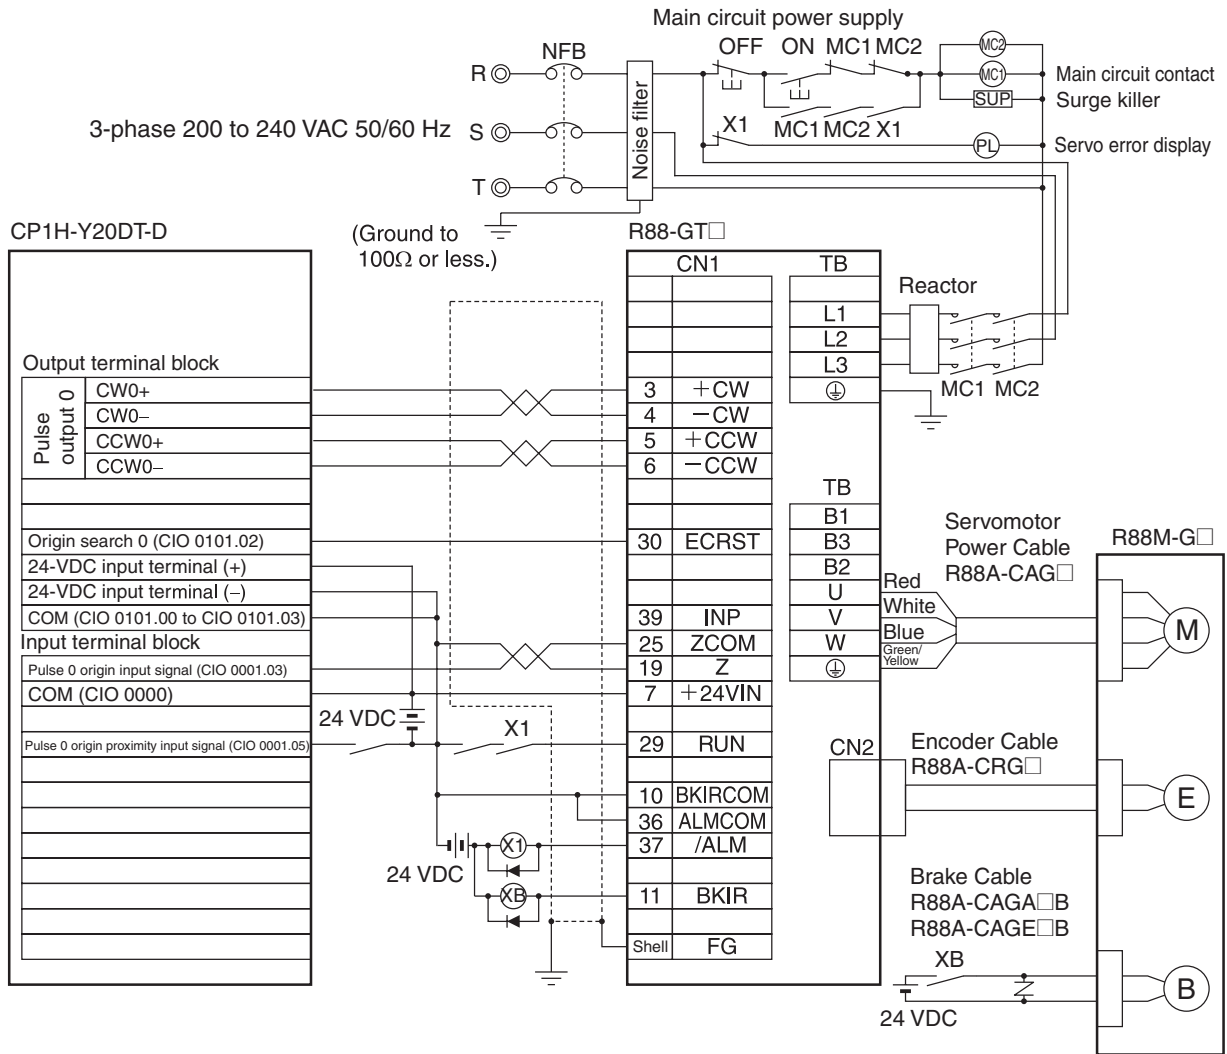 Main circuit power supply
OFF ON MC1 MC2
MC2
NFB
R
MC1
Main circuit contact
SUP
Surge killer
Noise filter
3-phase 200 to 240 VAC 50/60 Hz
S
X1
MC1 MC2 X1
PL
Servo error display
T
CP1H-Y20DT-D
(Ground to
100Ω or less.)
R88-GT□
CN1
TB
Reactor
L1
L2
L3
MC1 MC2
Output terminal block
Pulse
output 0
CW0+
3 +CW
CW0−
4 −CW
CCW0+
5 +CCW
CCW0−
6 −CCW
TB
B1
Servomotor
Power Cable
R88A-CAG□
R88M-G□
Origin search 0 (CIO 0101.02)
30 ECRST
B3
24-VDC input terminal (+)
B2
24-VDC input terminal (−)
U
Red
COM (CIO 0101.00 to CIO 0101.03)
39 INP
V
White
M
Input terminal block
25 ZCOM
W
Blue
Pulse 0 origin input signal (CIO 0001.03)
19 Z
Green/
Yellow
COM (CIO 0000)
7 +24VIN
24 VDC
X1
Pulse 0 origin proximity input signal (CIO 0001.05)
29 RUN
CN2
Encoder Cable
R88A-CRG□
E
10 BKIRCOM
36 ALMCOM
X1
37 /ALM
24 VDC
XB
11 BKIR
Brake Cable
R88A-CAGA□B
R88A-CAGE□B
Shell FG
XB
B
24 VDC